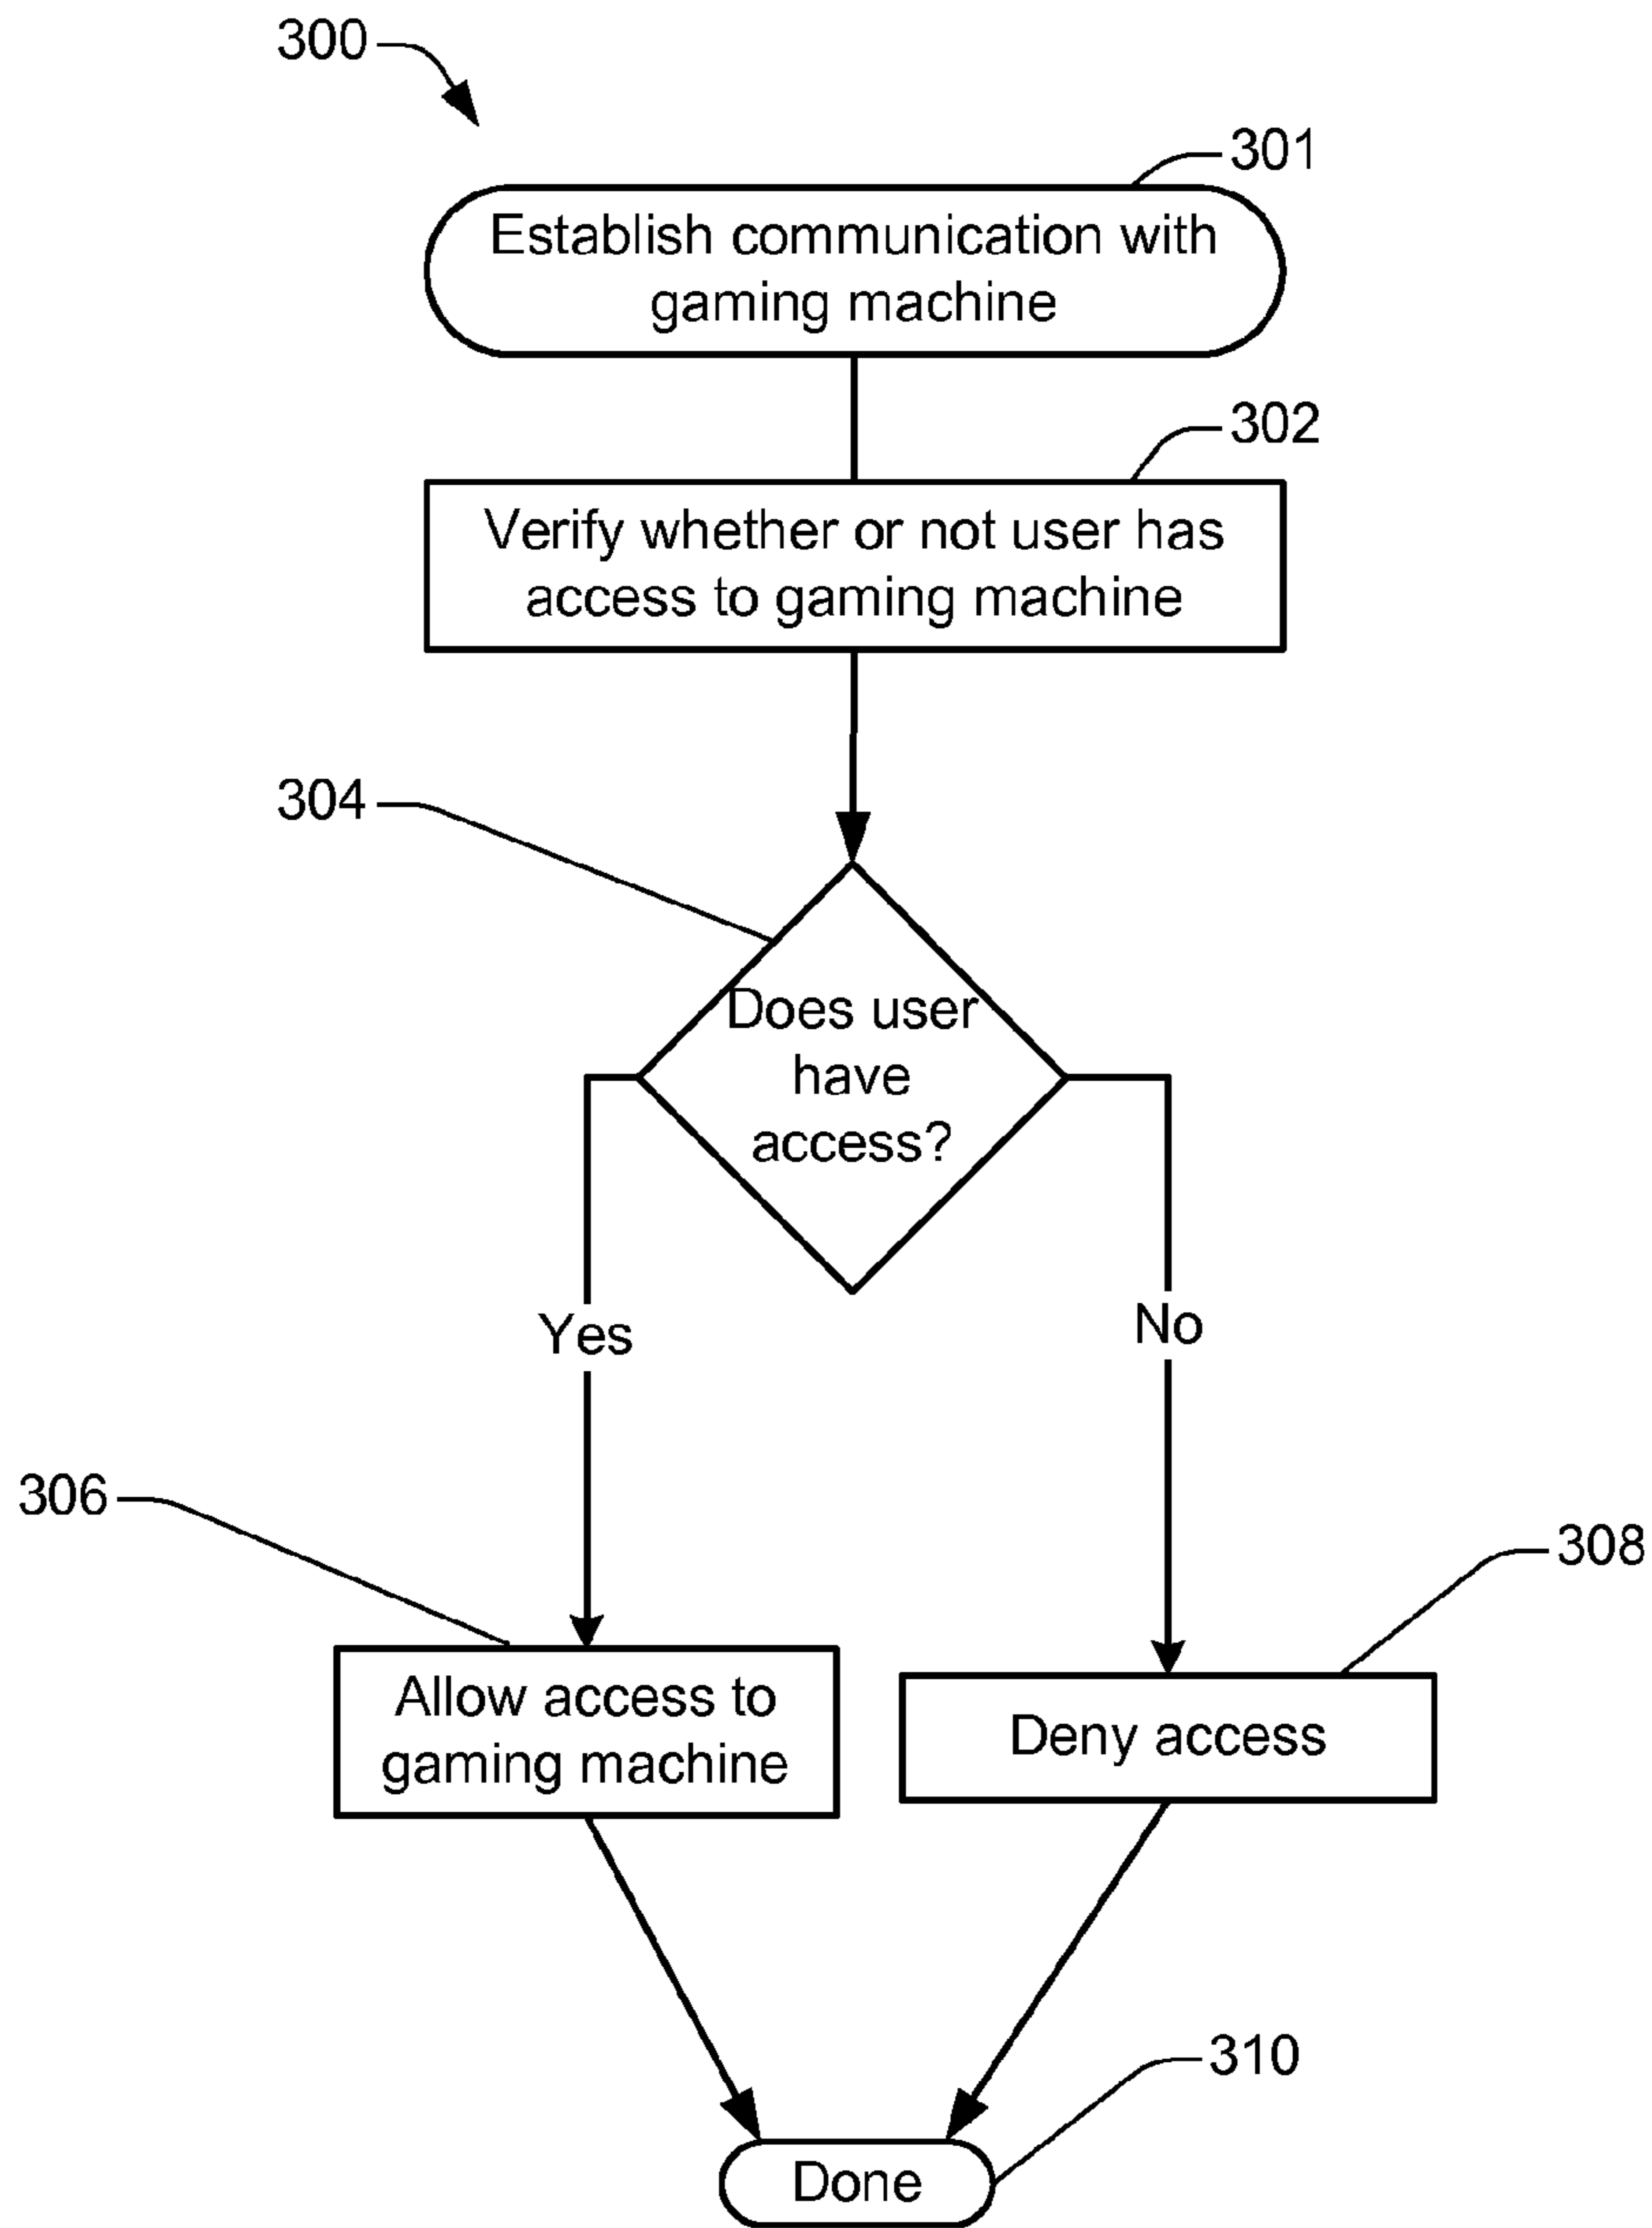 300
301
Establish communication with
gaming machine
302
Verify whether or not user has
access to gaming machine
304
Does user
have
access?
Yes
No
306
308
Allow access to
gaming machine
Deny access
310
Done